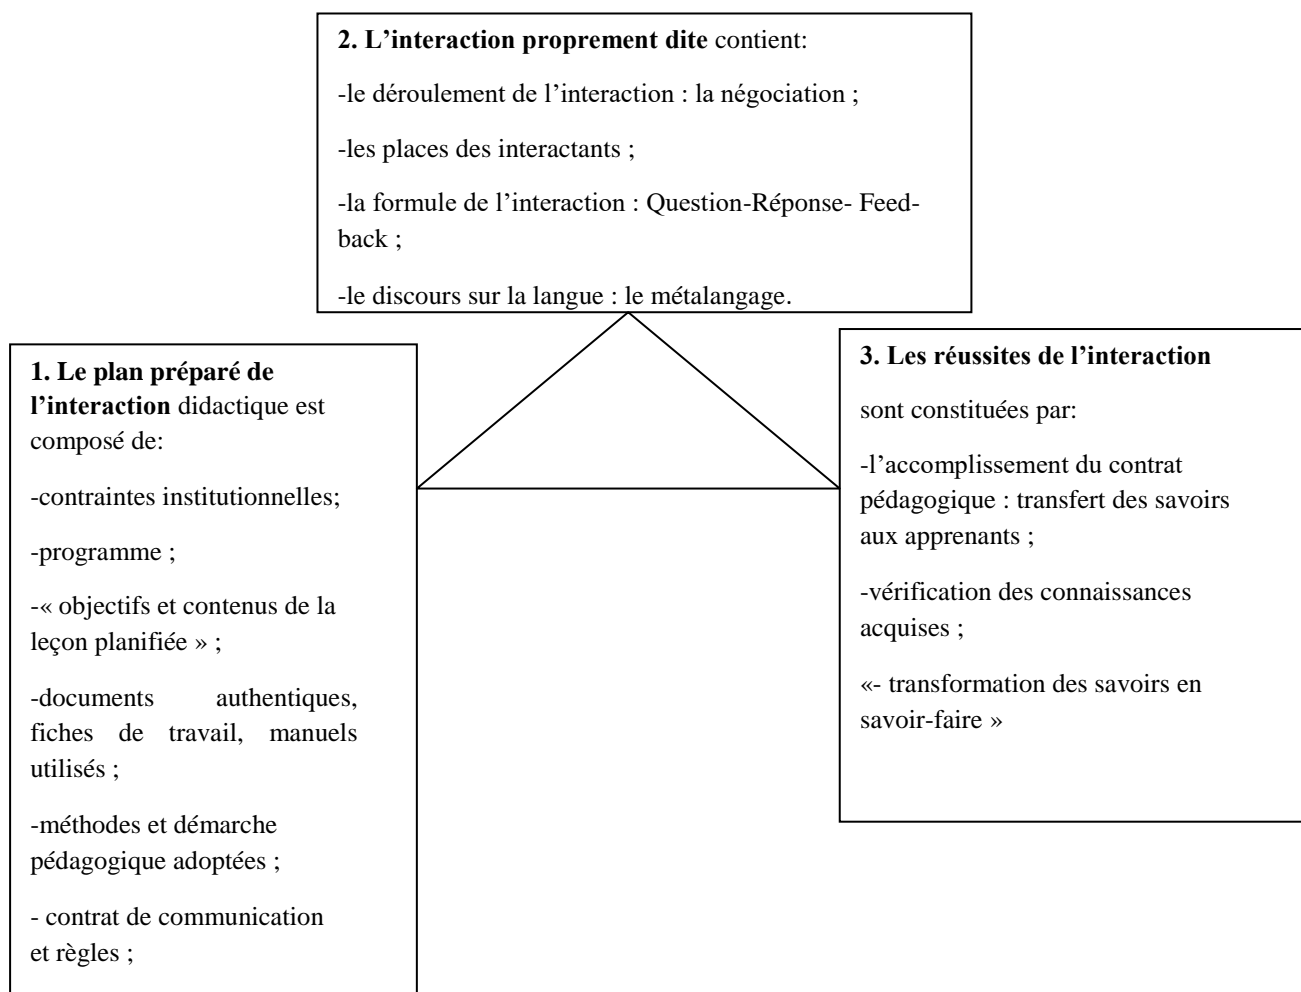 2. L’interaction proprement dite contient:
-le déroulement de l’interaction : la négociation ;
-les places des interactants ;
-la formule de l’interaction : Question-Réponse- Feed-
back ;
-le discours sur la langue : le métalangage.
1. Le plan préparé de
l’interaction didactique est
composé de:
-contraintes institutionnelles;
-programme ;
-« objectifs et contenus de la
leçon planifiée » ;
-documents authentiques,
fiches de travail, manuels
utilisés ;
-méthodes et démarche
pédagogique adoptées ;
- contrat de communication
et règles ;
3. Les réussites de l’interaction
sont constituées par:
-l’accomplissement du contrat
pédagogique : transfert des savoirs
aux apprenants ;
-vérification des connaissances
acquises ;
«- transformation des savoirs en
savoir-faire »